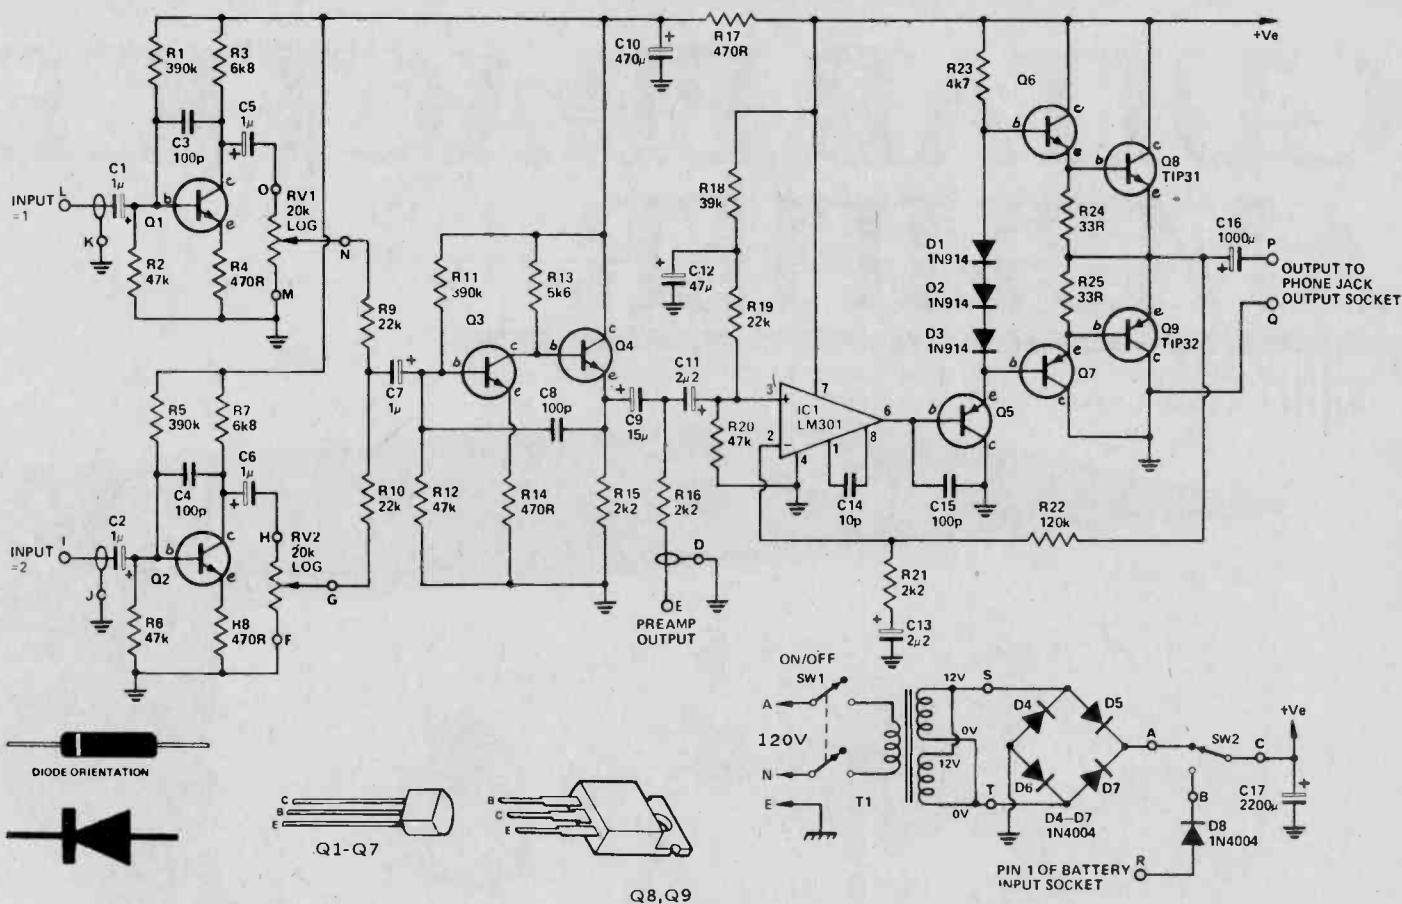 R1
390k
R3
6k8
C5
1µ
C3
100p
C1
1µ
+
+
L
INPUT
=1
K
b
Q1
c
e
O
RV1
20k
LOG
N
M
R2
47k
R4
470R
R5
390k
R7
6k8
C6
1µ
C4
100p
C2
1µ
+
+
I
INPUT
=2
J
b
Q2
c
e
H
RV2
20k
LOG
G
F
R6
47k
H8
470R
R9
22k
R10
22k
C7
1µ
+
R11
390k
R13
5k6
Q3
b
c
e
b
Q4
c
e
C8
100p
R12
47k
R14
470R
R15
2k2
C9
15µ
+
R16
2k2
D
E
PREAMP
OUTPUT
C10
470µ
+
R17
470R
R18
39k
C12
47µ
+
R19
22k
C11
2µ2
+
R20
47k
3
+
2
−
7
IC1
LM301
6
4
1
8
C14
10p
C15
100p
b
Q5
e
c
R21
2k2
C13
2µ2
+
R22
120k
R23
4k7
D1
1N914
O2
1N914
D3
1N914
Q6
b
c
e
b
Q8
TIP31
c
e
R24
33R
R25
33R
b
Q7
e
c
b
Q9
TIP32
e
c
+Ve
C16
1000µ
+
P
OUTPUT TO
PHONE JACK
OUTPUT SOCKET
Q
DIODE ORIENTATION
C
B
E
Q1-Q7
B
C
E
Q8,Q9
ON/OFF
SW1
A
120V
N
E
T1
12V
0V
12V
0V
S
T
D4
D5
D6
D7
D4–D7
1N4004
A
SW2
C
B
+Ve
C17
2200µ
+
D8
1N4004
R
PIN 1 OF BATTERY
INPUT SOCKET